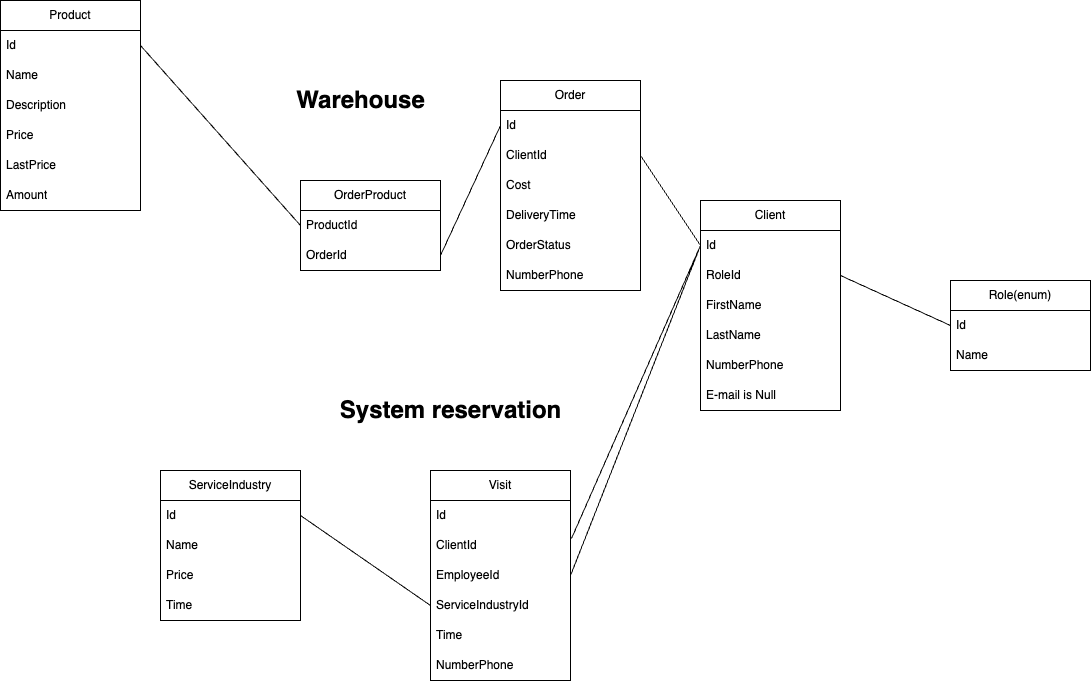 Product
Id
Name
Description
Price
LastPrice
Amount
Warehouse
OrderProduct
ProductId
OrderId
Order
Id
ClientId
Cost
DeliveryTime
OrderStatus
NumberPhone
Client
Id
RoleId
FirstName
LastName
NumberPhone
E-mail is Null
Role(enum)
Id
Name
System reservation
ServiceIndustry
Id
Name
Price
Time
Visit
Id
ClientId
EmployeeId
ServiceIndustryId
Time
NumberPhone